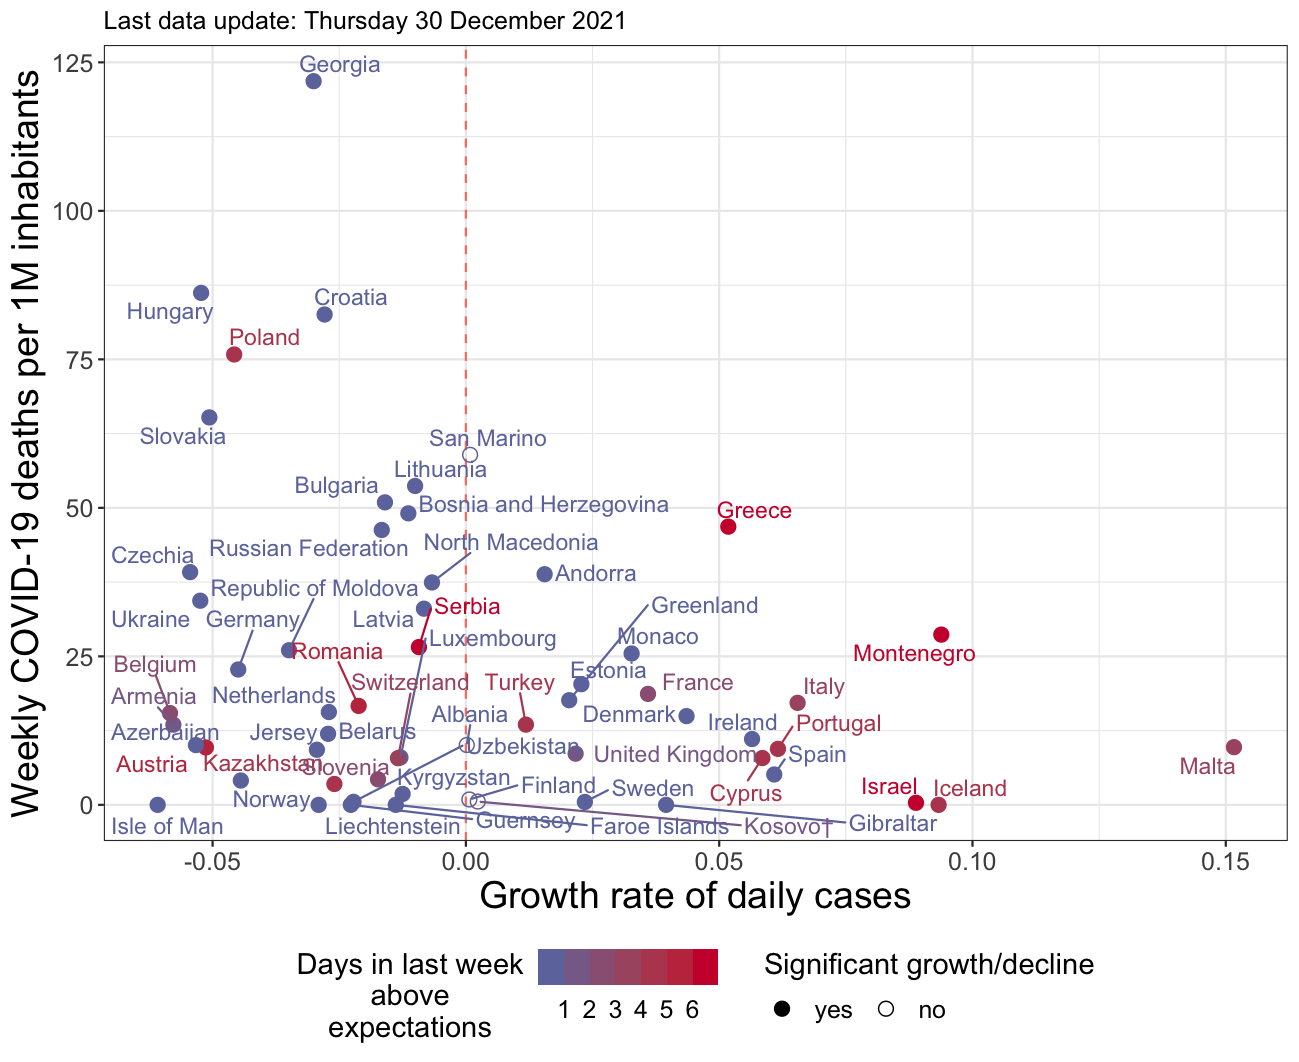 Last data update: Thursday 30 December 2021
Weekly COVID-19 deaths per 1M inhabitants
125
100
75
50
25
0
Georgia
Hungary
Croatia
Poland
Slovakia
San Marino
Lithuania
Bulgaria
Bosnia and Herzegovina
Greece
Russian Federation
North Macedonia
Czechia
Andorra
Republic of Moldova
Ukraine
Germany
Latvia
Serbia
Greenland
Luxembourg
Monaco
Montenegro
Romania
Belgium
Estonia
Switzerland
Turkey
France
Italy
Armenia
Netherlands
Albania
Denmark
Ireland
Portugal
Azerbaijan
Jersey
Belarus
Uzbekistan
United Kingdom
Spain
Austria
Kazakhstan
Slovenia
Malta
Kyrgyzstan
Finland
Sweden
Cyprus
Israel
Iceland
Norway
Isle of Man
Liechtenstein
Guernsey
Faroe Islands
Kosovo†
Gibraltar
-0.05
0.00
0.05
0.10
0.15
Growth rate of daily cases
Days in last week
above
expectations
1 2 3 4 5 6
Significant growth/decline
yes
no